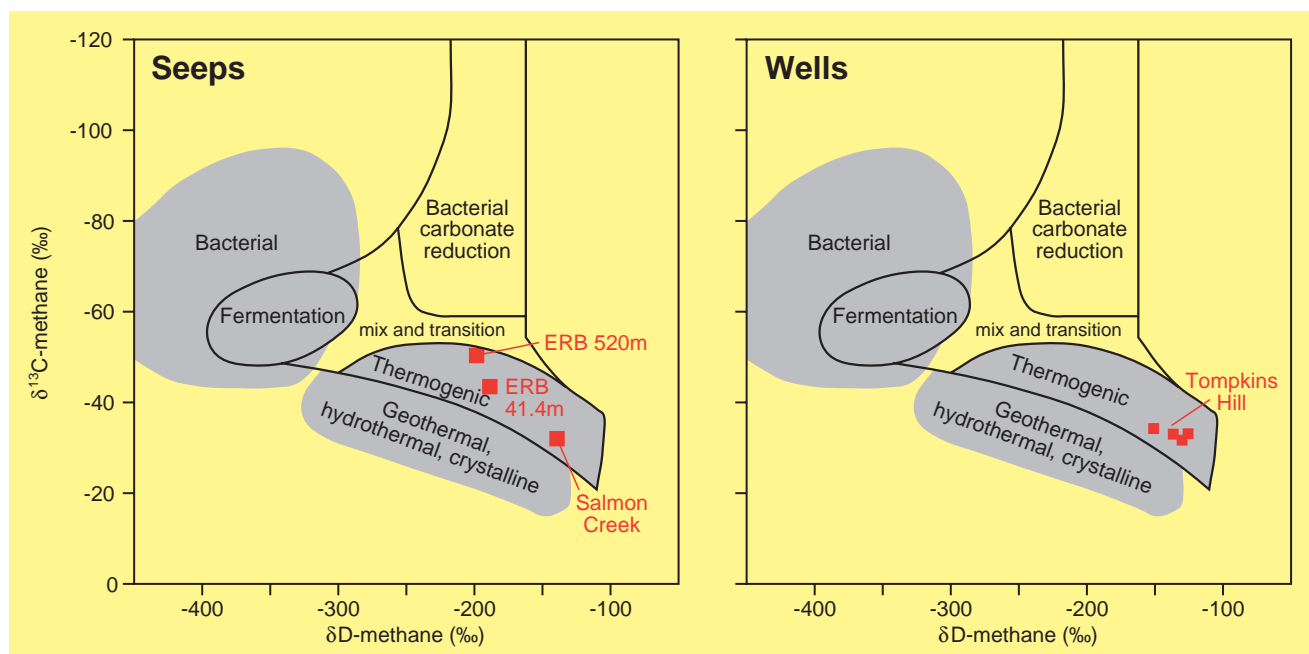 Seeps
-120
-100
-80
-60
-40
-20
0
δ13C-methane (‰)
Bacterial
Fermentation
Bacterial
carbonate
reduction
mix and transition
ERB 520m
Thermogenic
ERB
41.4m
Geothermal,
hydrothermal, crystalline
Salmon
Creek
-400
-300
-200
-100
δD-methane (‰)
Wells
Bacterial
Fermentation
Bacterial
carbonate
reduction
mix and transition
Thermogenic
Tompkins
Hill
Geothermal,
hydrothermal, crystalline
-400
-300
-200
-100
δD-methane (‰)